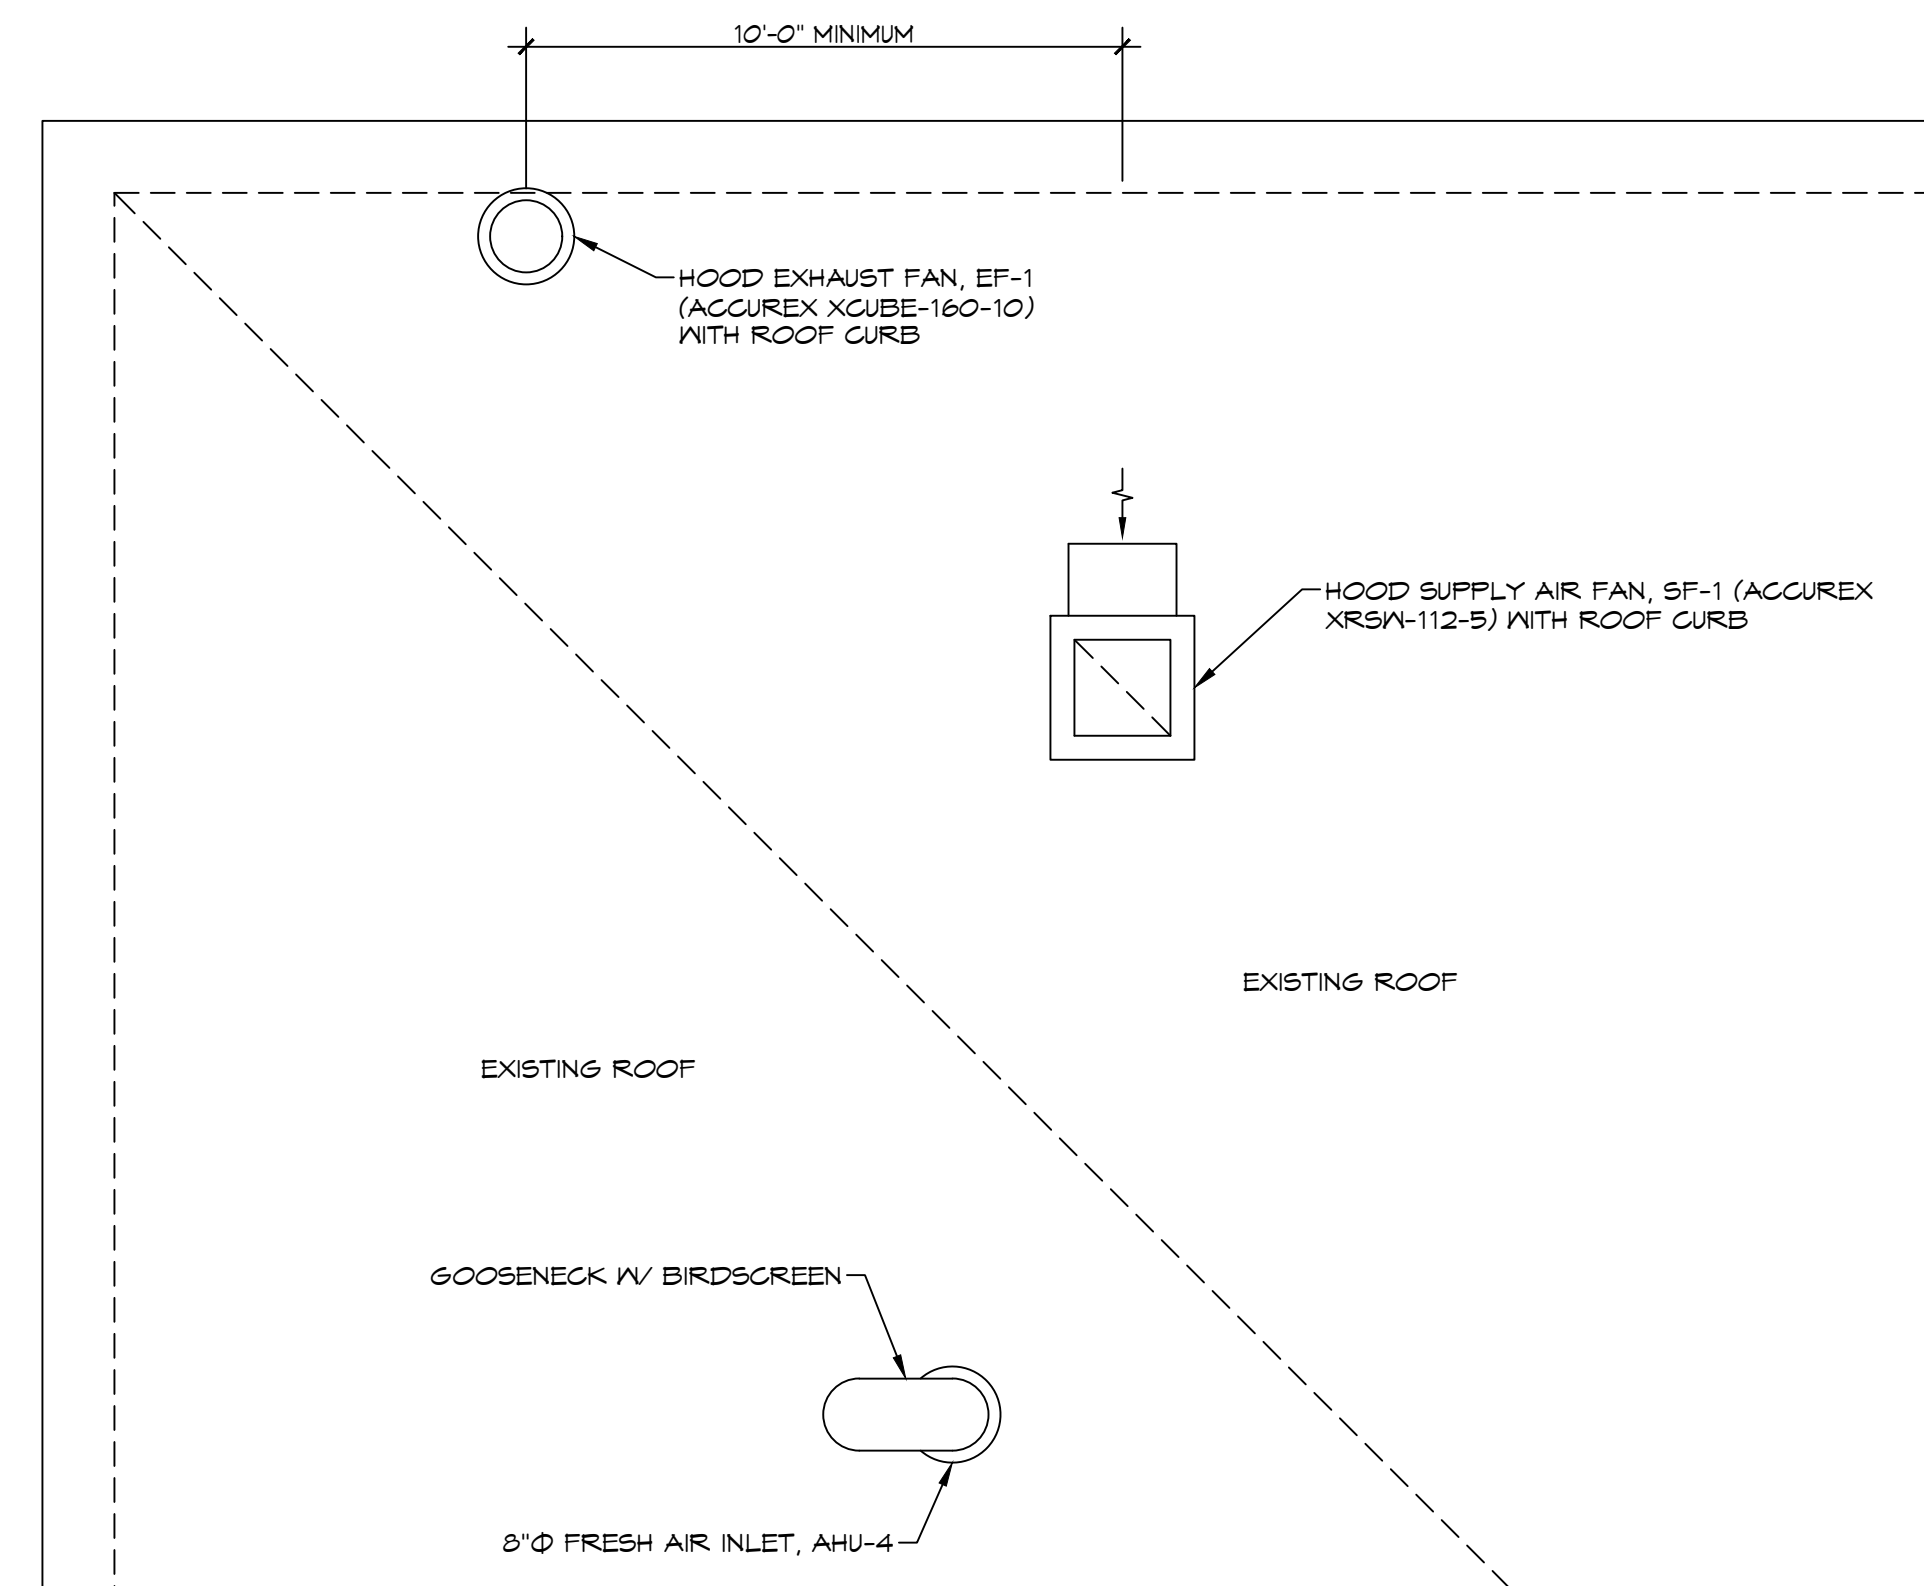 10'-0" MINIMUM
HOOD EXHAUST FAN, EF-1
(ACCUREX XCUBE-160-10)
WITH ROOF CURB
HOOD SUPPLY AIR FAN, SF-1 (ACCUREX
XRSW-112-5) WITH ROOF CURB
EXISTING ROOF
EXISTING ROOF
GOOSENECK W/ BIRDSCREEN
8"Φ FRESH AIR INLET, AHU-4